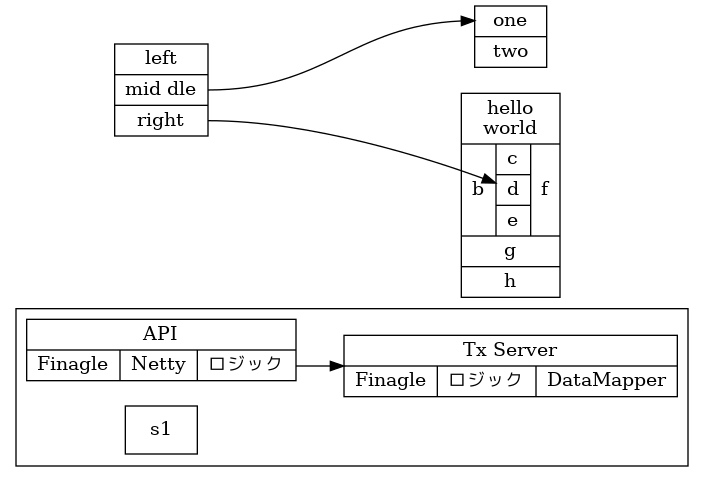 left
mid dle
right
one
two
hello
world
b
c
d
e
f
g
h
API
Finagle
Netty
ロジック
Tx Server
Finagle
ロジック
DataMapper
s1